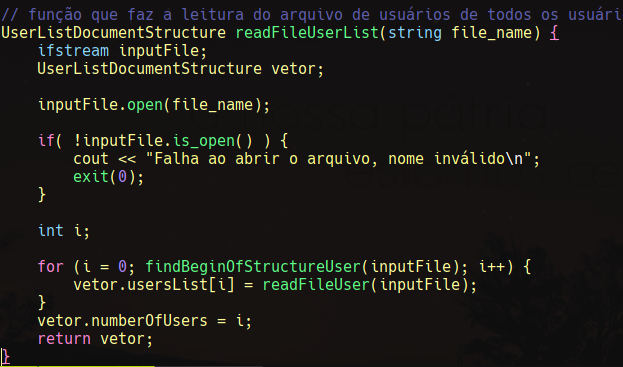 // função que faz a leitura do arquivo de usuários de todos os usuári
UserListDocumentStructure readFileUserList(string file_name) {
    ifstream inputFile;
    UserListDocumentStructure vetor;

    inputFile.open(file_name);

    if( !inputFile.is_open() ) {
        cout << "Falha ao abrir o arquivo, nome inválido\n";
        exit(0);
    }

    int i;

    for (i = 0; findBeginOfStructureUser(inputFile); i++) {
        vetor.usersList[i] = readFileUser(inputFile);
    }
    vetor.numberOfUsers = i;
    return vetor;
}